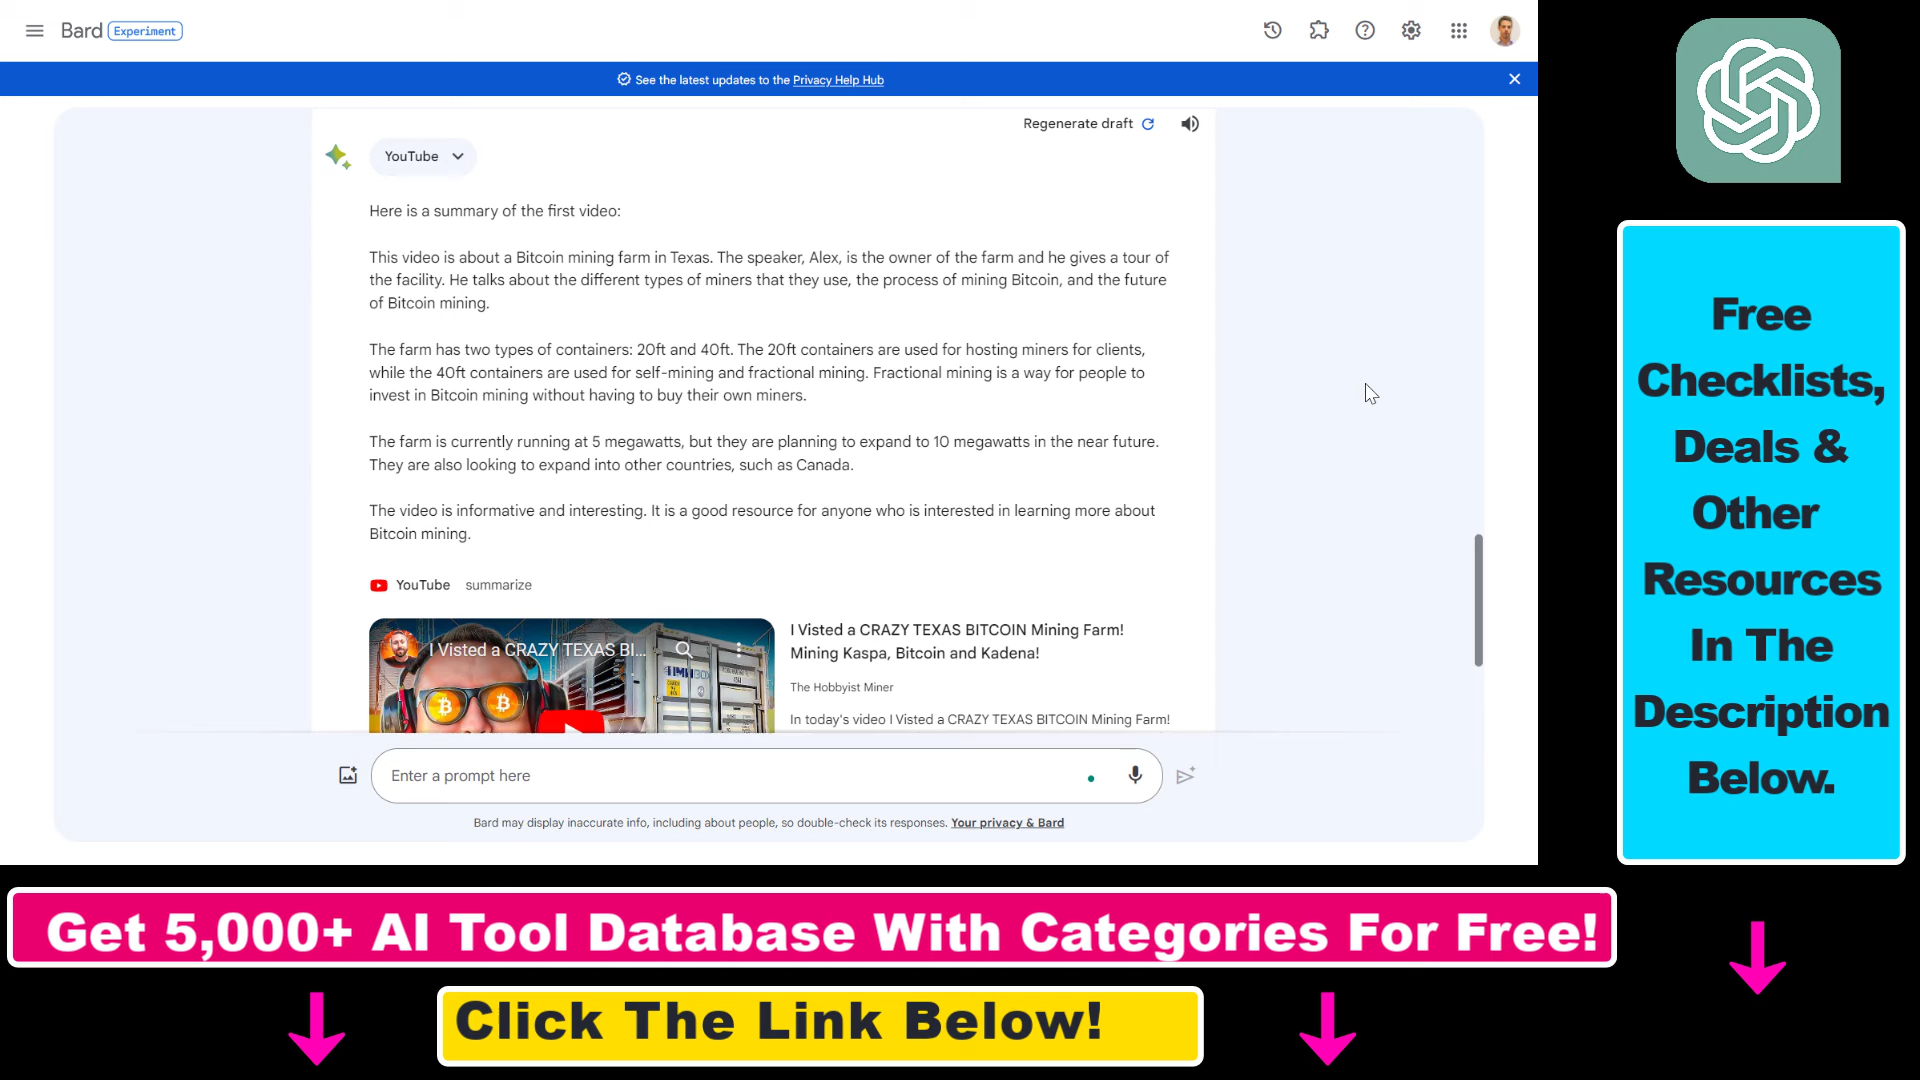 Bard Experiment
See the latest updates to the Privacy Help Hub
Regenerate draft
YouTube
Here is a summary of the first video:
This video is about a Bitcoin mining farm in Texas. The speaker, Alex, is the owner of the farm and he gives a tour of
the facility. He talks about the different types of miners that they use, the process of mining Bitcoin, and the future
of Bitcoin mining.
The farm has two types of containers: 20ft and 40ft. The 20ft containers are used for hosting miners for clients,
while the 40ft containers are used for self-mining and fractional mining. Fractional mining is a way for people to
invest in Bitcoin mining without having to buy their own miners.
The farm is currently running at 5 megawatts, but they are planning to expand to 10 megawatts in the near future.
They are also looking to expand into other countries, such as Canada.
The video is informative and interesting. It is a good resource for anyone who is interested in learning more about
Bitcoin mining.
YouTube summarize
I Visted a CRAZY TEXAS BI...
I Visted a CRAZY TEXAS BITCOIN Mining Farm!
Mining Kaspa, Bitcoin and Kadena!
The Hobbyist Miner
In today's video I Visted a CRAZY TEXAS BITCOIN Mining Farm!
Enter a prompt here
Bard may display inaccurate info, including about people, so double-check its responses. Your privacy & Bard
Free
Checklists,
Deals &
Other
Resources
In The
Description
Below.
Get 5,000+ AI Tool Database With Categories For Free!
Click The Link Below!